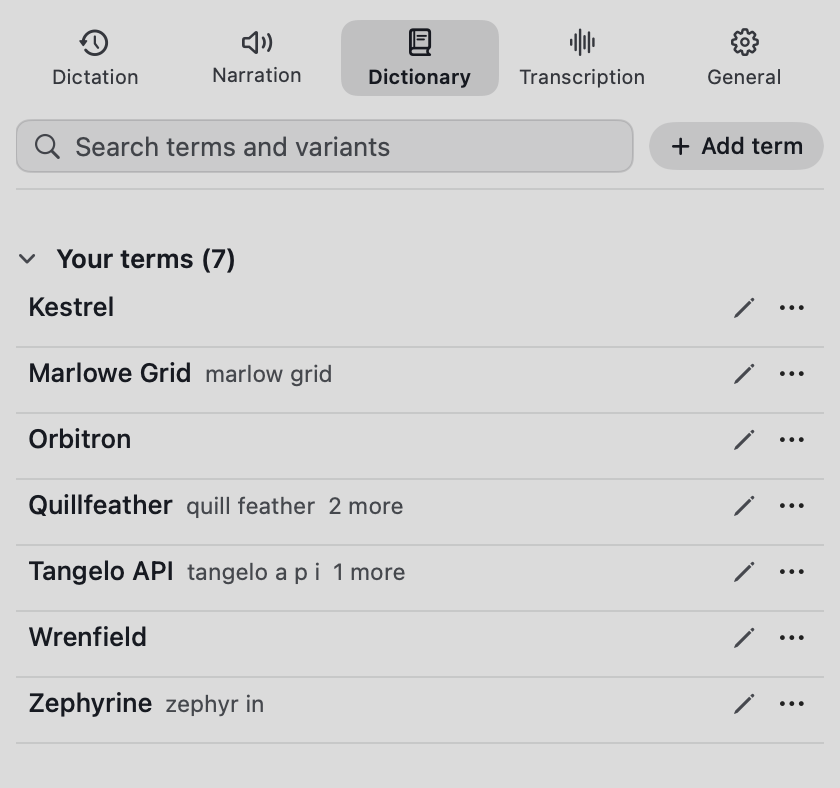 Dictation Narration Dictionary Transcription General
Search terms and variants + Add term
Your terms (7)
Kestrel
Marlowe Grid marlow grid
Orbitron
Quillfeather quill feather 2 more
Tangelo API tangelo a p i 1 more
Wrenfield
Zephyrine zephyr in